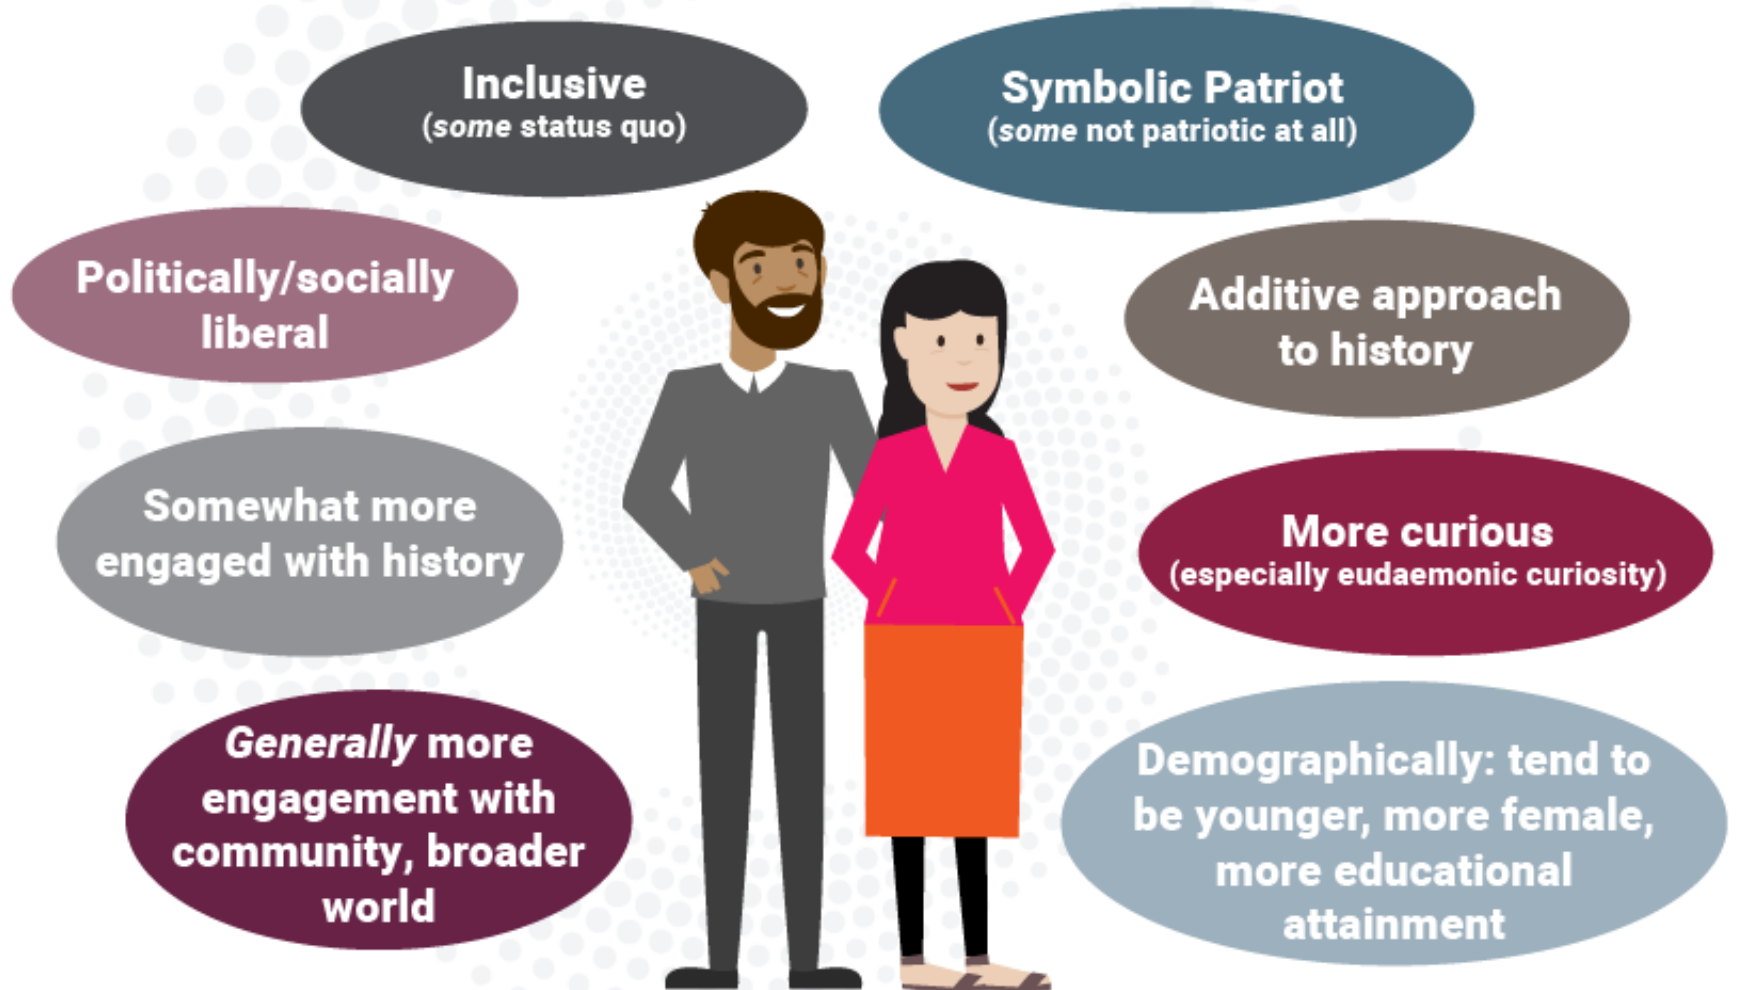 Inclusive
(some status quo)
Symbolic Patriot
(some not patriotic at all)
Politically/socially
liberal
Additive approach
to history
Somewhat more
engaged with history
More curious
(especially eudaemonic curiosity)
Generally more
engagement with
community, broader
world
Demographically: tend to
be younger, more female,
more educational
attainment